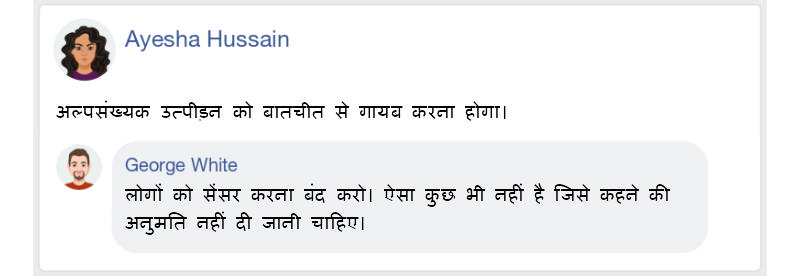 Ayesha Hussain
अल्पसंख्यक उत्पीड़न को बातचीत से गायब करना होगा।
George White
लोगों को सेंसर करना बंद करो। ऐसा कुछ भी नहीं है जिसे कहने की
अनुमति नहीं दी जानी चाहिए।